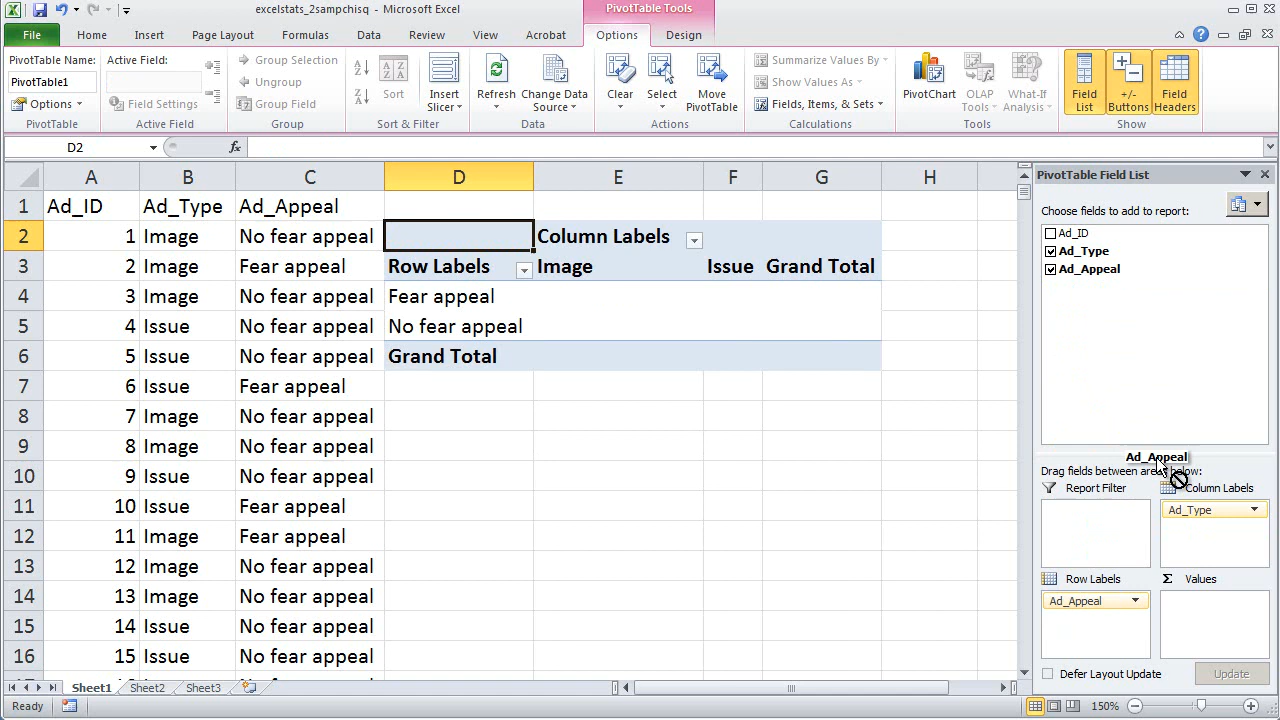 excelstats_2sampchisq - Microsoft Excel
PivotTable Tools
File Home Insert Page Layout Formulas Data Review View Acrobat Options Design
PivotTable Name:
PivotTable1
Options
PivotTable
Active Field:
Field Settings
Active Field
Group Selection
Ungroup
Group Field
Group
Sort
Insert Slicer
Sort & Filter
Refresh
Change Data Source
Data
Clear
Select
Move PivotTable
Actions
Summarize Values By
Show Values As
Fields, Items, & Sets
Calculations
PivotChart
OLAP Tools
What-If Analysis
Tools
Field List
+/- Buttons
Field Headers
Show
D2 fx
A B C D E F G H
1 Ad_ID Ad_Type Ad_Appeal
2 1 Image No fear appeal Column Labels
3 2 Image Fear appeal Row Labels Image Issue Grand Total
4 3 Image No fear appeal Fear appeal
5 4 Issue No fear appeal No fear appeal
6 5 Issue No fear appeal Grand Total
7 6 Issue Fear appeal
8 7 Image No fear appeal
9 8 Image No fear appeal
10 9 Issue No fear appeal
11 10 Issue Fear appeal
12 11 Image Fear appeal
13 12 Image No fear appeal
14 13 Image No fear appeal
15 14 Issue No fear appeal
16 15 Issue No fear appeal
PivotTable Field List
Choose fields to add to report:
Ad_ID
Ad_Type
Ad_Appeal
Ad_Appeal
Drag fields between areas below:
Report Filter
Column Labels
Ad_Type
Row Labels
Σ Values
Ad_Appeal
Defer Layout Update
Update
Sheet1 Sheet2 Sheet3
Ready
150%